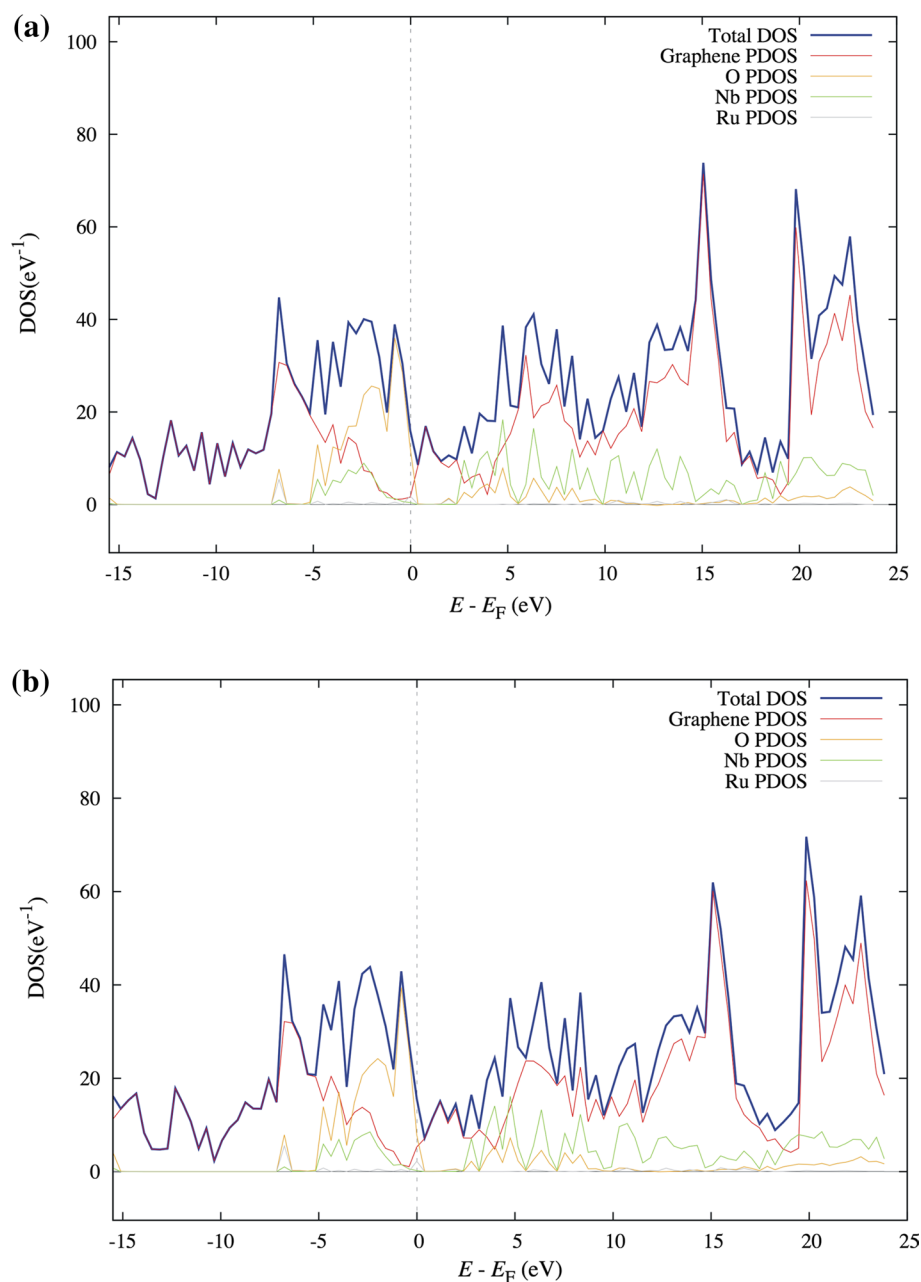 (a)
100
80
60
40
20
0
DOS(eV⁻¹)
Total DOS
Graphene PDOS
O PDOS
Nb PDOS
Ru PDOS
-15 -10 -5 0 5 10 15 20 25
E - E_F (eV)
(b)
100
80
60
40
20
0
DOS(eV⁻¹)
Total DOS
Graphene PDOS
O PDOS
Nb PDOS
Ru PDOS
-15 -10 -5 0 5 10 15 20 25
E - E_F (eV)